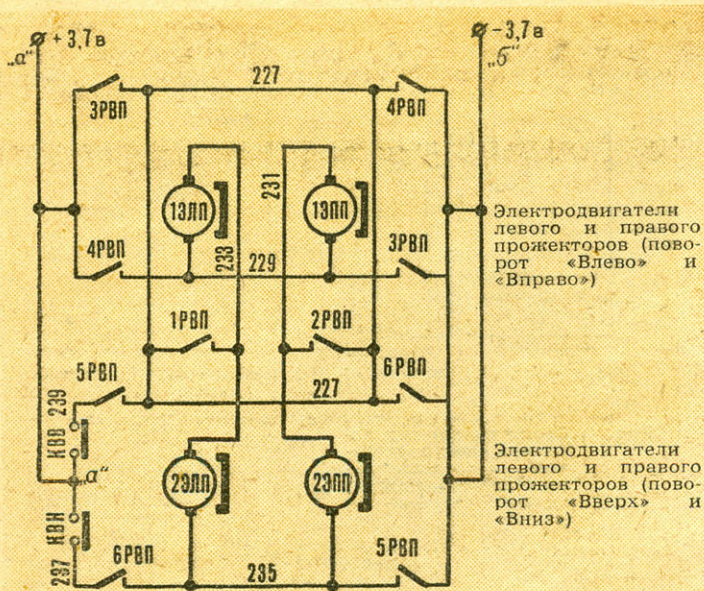 + 3,7 в
„а“
− 3,7 в
„б“
3РВП
227
4РВП
1ЭЛП
233
231
1ЭПП
Электродвигатели
левого и правого
прожекторов (пово-
рот «Влево» и
«Вправо»)
4РВП
229
3РВП
1РВП
2РВП
5РВП
227
6РВП
239
КВВ
„а“
2ЭЛП
2ЭПП
Электродвигатели
левого и правого
прожекторов (пово-
рот «Вверх» и
«Вниз»)
КВН
237
6РВП
235
5РВП